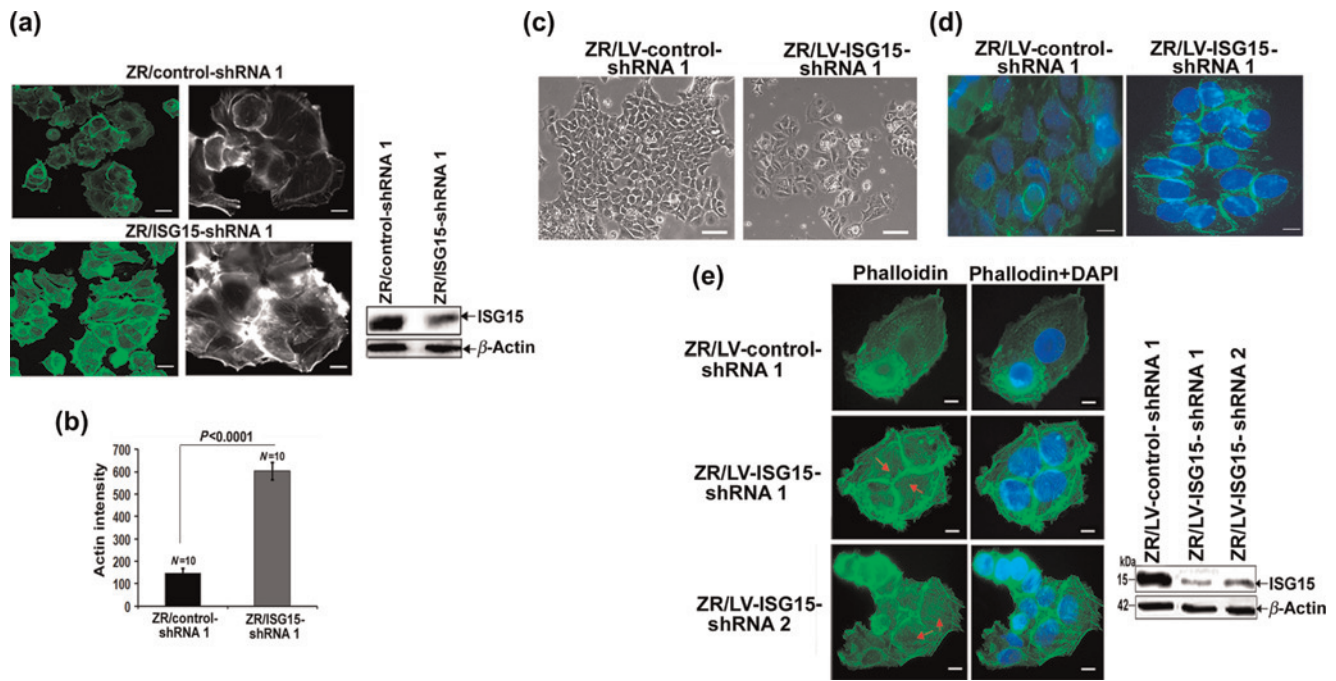 (a)
ZR/control-shRNA 1
ZR/ISG15-shRNA 1
ZR/control-shRNA 1
ZR/ISG15-shRNA 1
ISG15
β-Actin
(b)
P<0.0001
N=10
N=10
Actin intensity
700
600
500
400
300
200
100
0
ZR/control-
shRNA 1
ZR/ISG15-
shRNA 1
(c)
ZR/LV-control-
shRNA 1
ZR/LV-ISG15-
shRNA 1
(d)
ZR/LV-control-
shRNA 1
ZR/LV-ISG15-
shRNA 1
(e)
Phalloidin
Phallodin+DAPI
ZR/LV-control-
shRNA 1
ZR/LV-ISG15-
shRNA 1
ZR/LV-ISG15-
shRNA 2
ZR/LV-control- shRNA 1
ZR/LV-ISG15- shRNA 1
ZR/LV-ISG15- shRNA 2
kDa
15
ISG15
42
β-Actin